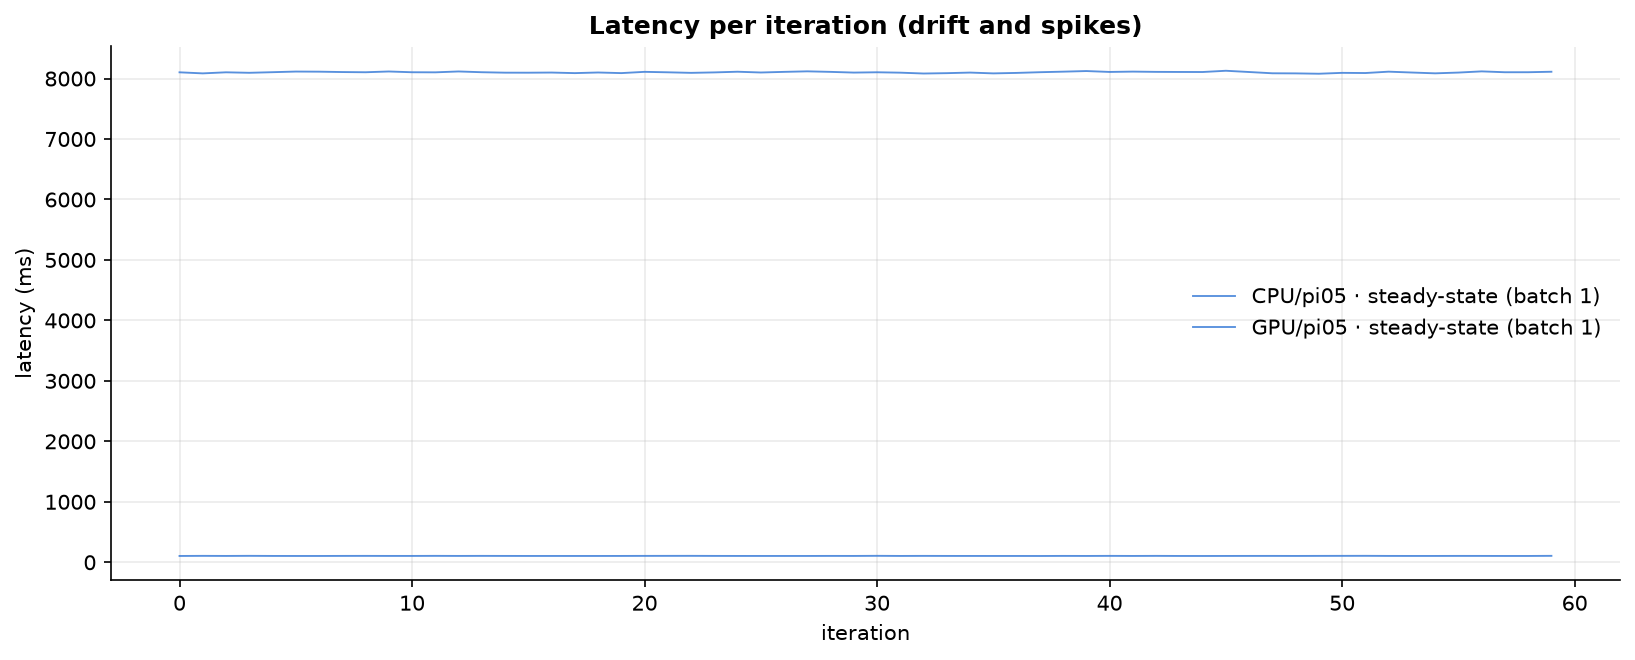 Latency per iteration (drift and spikes)
8000
7000
6000
5000
4000
3000
2000
1000
0
latency (ms)
CPU/pi05 · steady-state (batch 1)
GPU/pi05 · steady-state (batch 1)
0 10 20 30 40 50 60
iteration